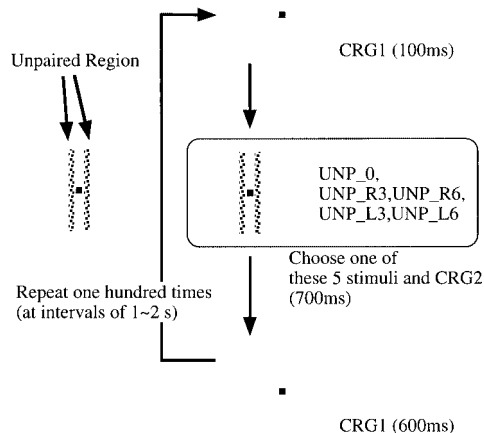 CRG1 (100ms)
Unpaired Region
UNP_0,
UNP_R3,UNP_R6,
UNP_L3,UNP_L6
Choose one of
these 5 stimuli and CRG2
(700ms)
Repeat one hundred times
(at intervals of 1~2 s)
CRG1 (600ms)